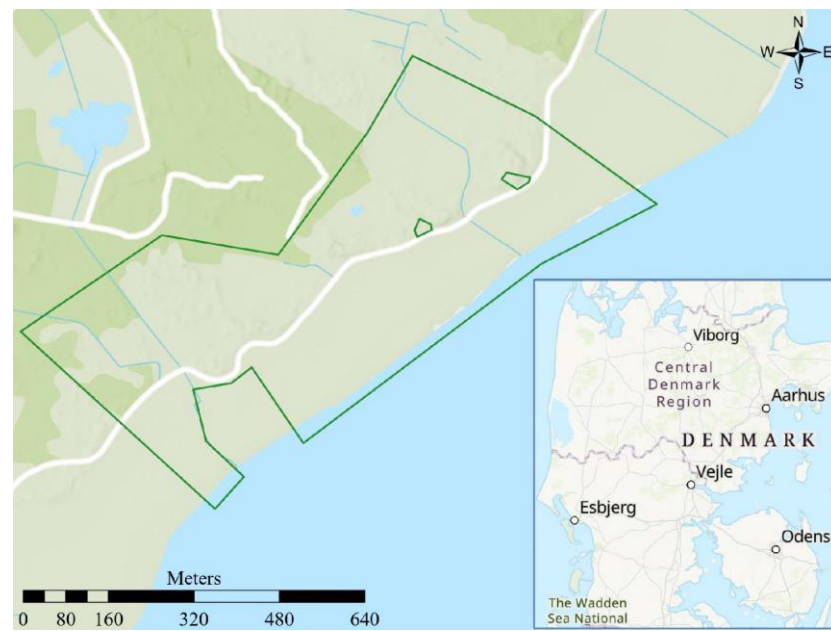 N
W E
S
Viborg
Central
Denmark
Region
Aarhus
DENMARK
Vejle
Esbjerg
Odens
The Wadden
Sea National
Meters
0 80 160 320 480 640